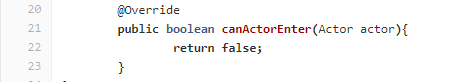 20 @Override
21 public boolean canActorEnter(Actor actor){
22 return false;
23 }